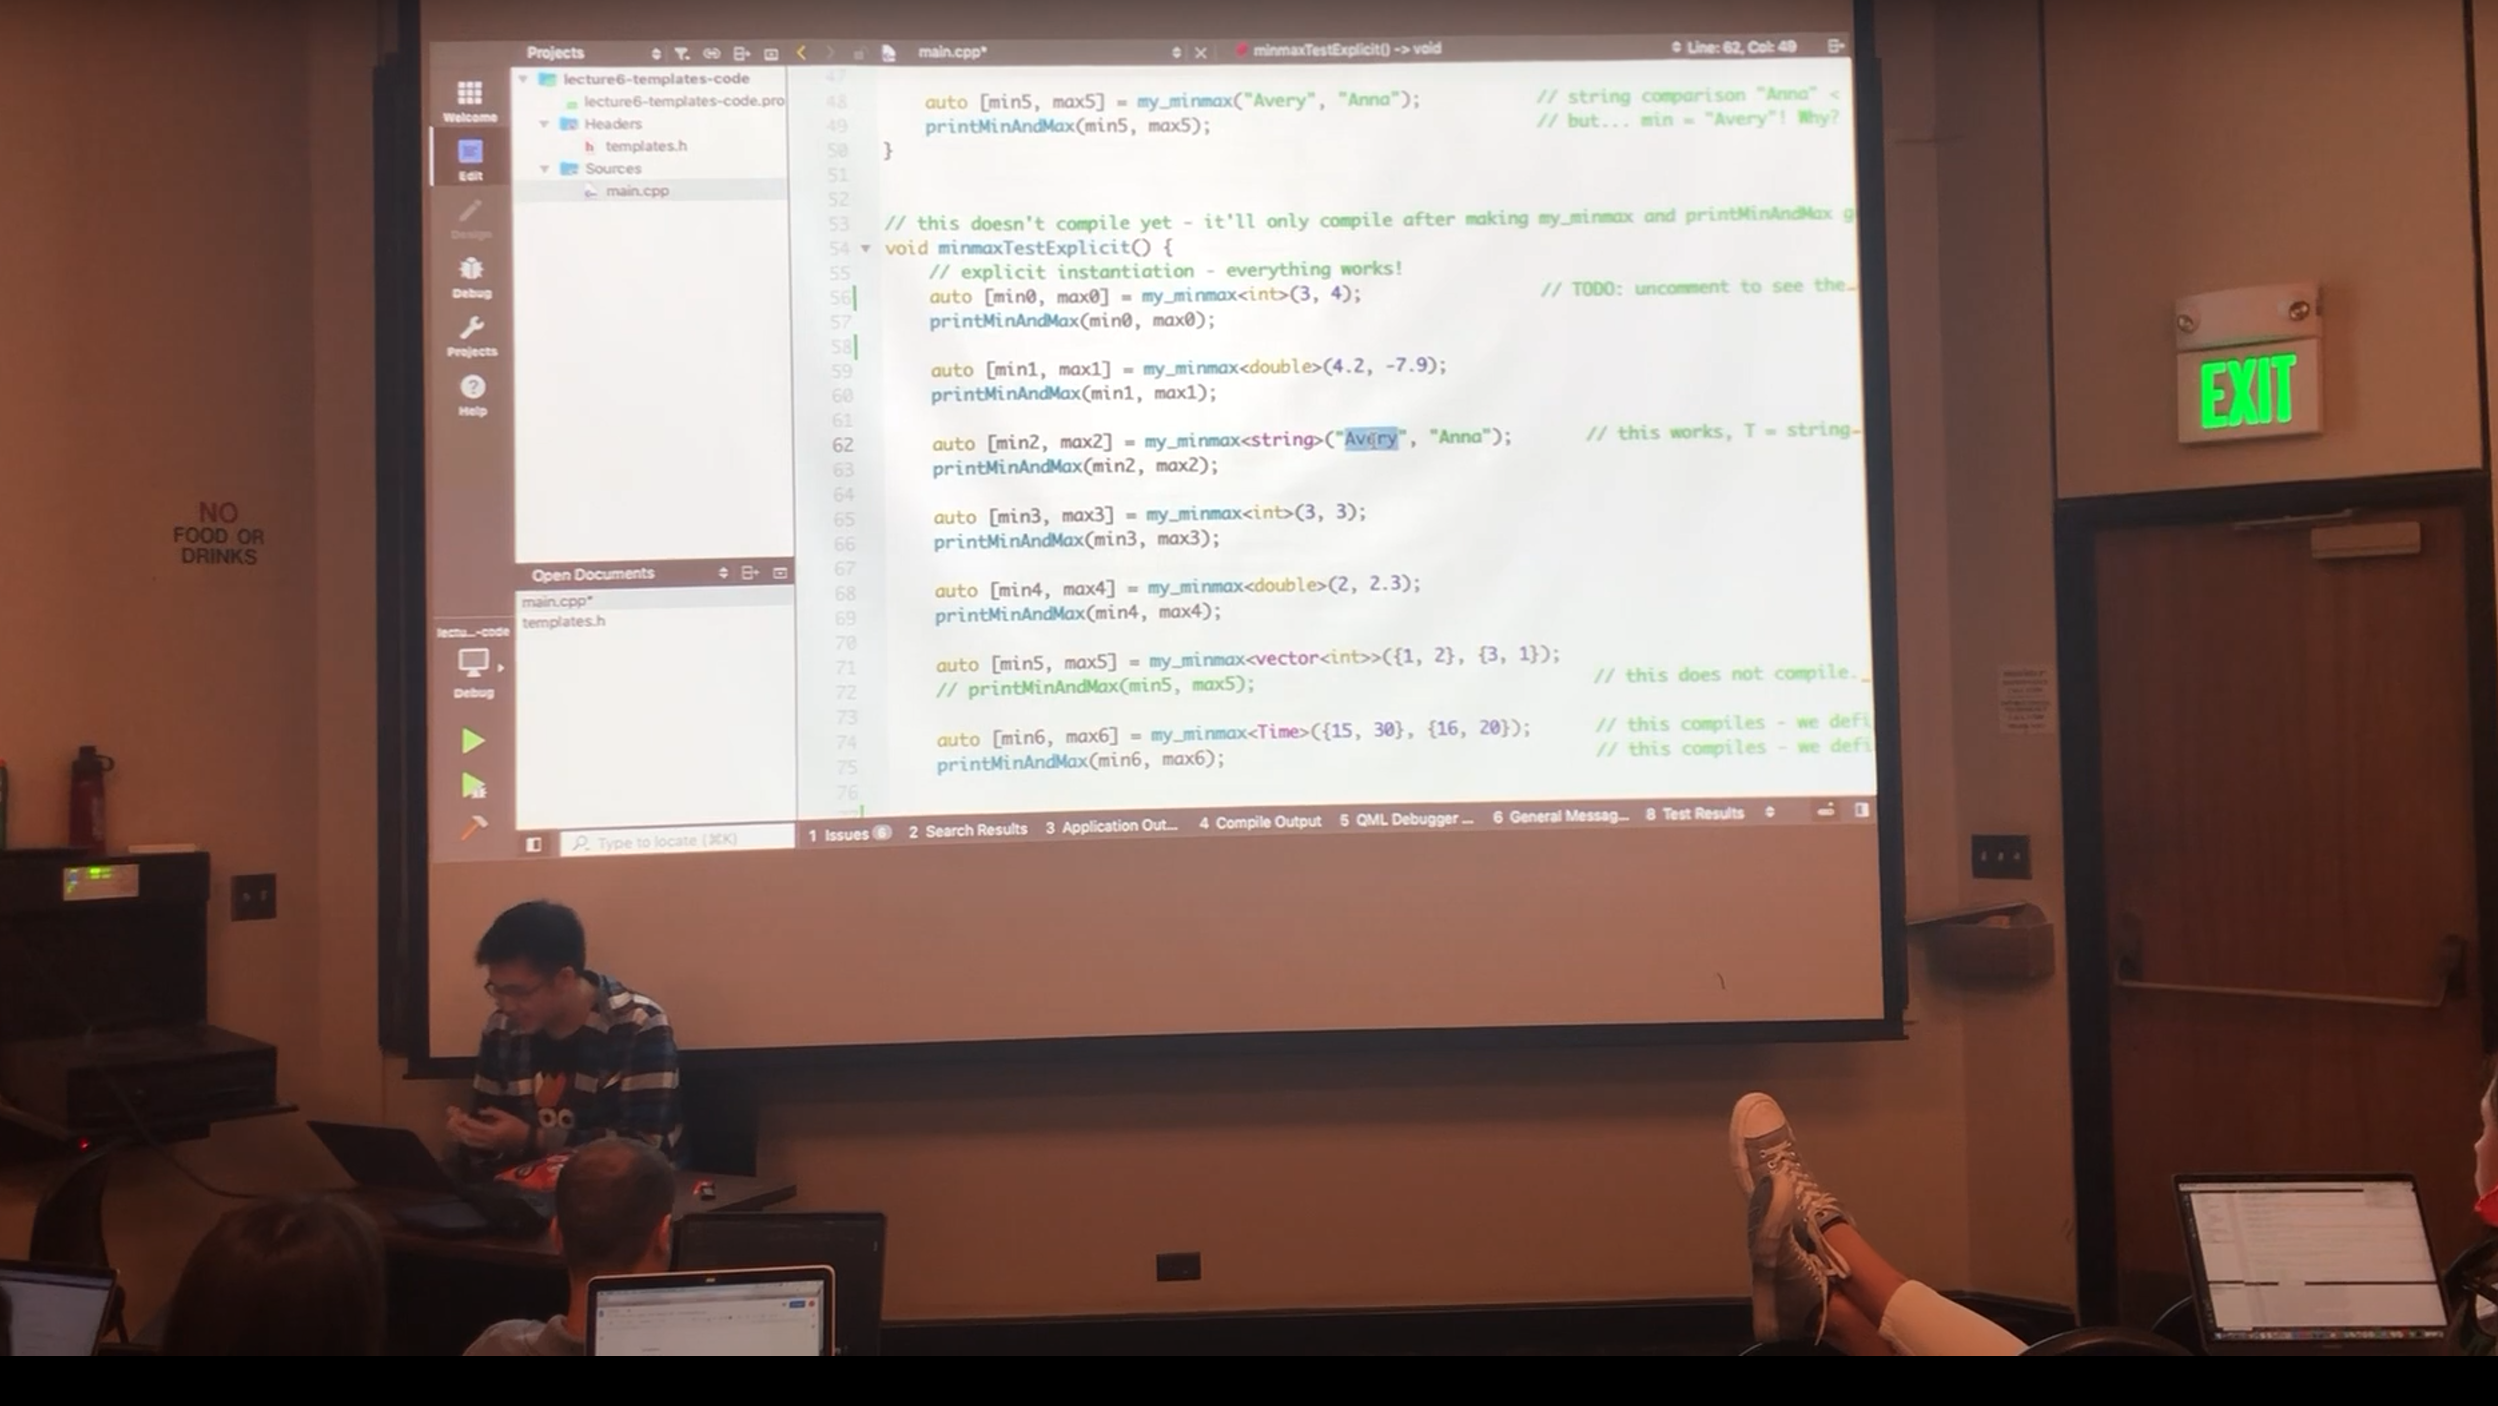 Projects
main.cpp*
minmaxTestExplicit() -> void
Line: 62, Col: 49
Welcome
Edit
Design
Debug
Projects
Help
lectu...-code
Debug
lecture6-templates-code
lecture6-templates-code.pro
Headers
h templates.h
Sources
main.cpp
Open Documents
main.cpp*
templates.h
Type to locate (⌘K)
47
48 auto [min5, max5] = my_minmax("Avery", "Anna"); // string comparison "Anna" <
49 printMinAndMax(min5, max5); // but... min = "Avery"! Why?
50 }
51
52
53 // this doesn't compile yet - it'll only compile after making my_minmax and printMinAndMax g
54 void minmaxTestExplicit() {
55 // explicit instantiation - everything works!
56 auto [min0, max0] = my_minmax<int>(3, 4); // TODO: uncomment to see the
57 printMinAndMax(min0, max0);
58
59 auto [min1, max1] = my_minmax<double>(4.2, -7.9);
60 printMinAndMax(min1, max1);
61
62 auto [min2, max2] = my_minmax<string>("Avery", "Anna"); // this works, T = string
63 printMinAndMax(min2, max2);
64
65 auto [min3, max3] = my_minmax<int>(3, 3);
66 printMinAndMax(min3, max3);
67
68 auto [min4, max4] = my_minmax<double>(2, 2.3);
69 printMinAndMax(min4, max4);
70
71 auto [min5, max5] = my_minmax<vector<int>>({1, 2}, {3, 1});
72 // printMinAndMax(min5, max5); // this does not compile.
73
74 auto [min6, max6] = my_minmax<Time>({15, 30}, {16, 20}); // this compiles - we defi
75 printMinAndMax(min6, max6); // this compiles - we defi
76
1 Issues 6 2 Search Results 3 Application Out... 4 Compile Output 5 QML Debugger ... 6 General Messag... 8 Test Results
NO
FOOD OR
DRINKS
EXIT